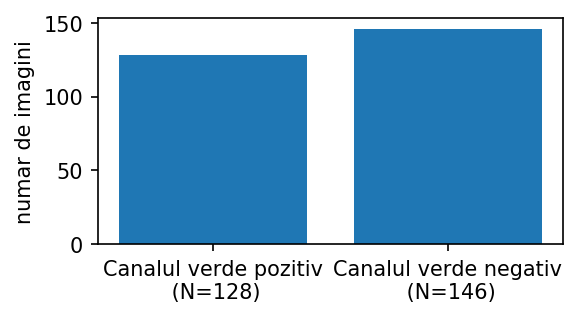 150
100
50
0
numar de imagini
Canalul verde pozitiv
(N=128)
Canalul verde negativ
(N=146)